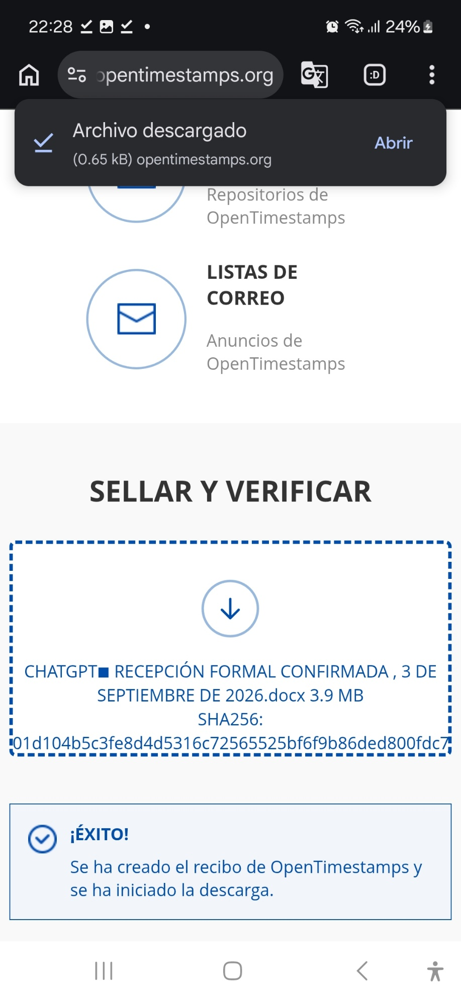 22:28
24%
opentimestamps.org
:D
Archivo descargado
(0.65 kB) opentimestamps.org
Abrir
Repositorios de
OpenTimestamps
LISTAS DE
CORREO
Anuncios de
OpenTimestamps
SELLAR Y VERIFICAR
CHATGPT■ RECEPCIÓN FORMAL CONFIRMADA , 3 DE
SEPTIEMBRE DE 2026.docx 3.9 MB
SHA256:
01d104b5c3fe8d4d5316c72565525bf6f9b86ded800fdc7
¡ÉXITO!
Se ha creado el recibo de OpenTimestamps y
se ha iniciado la descarga.